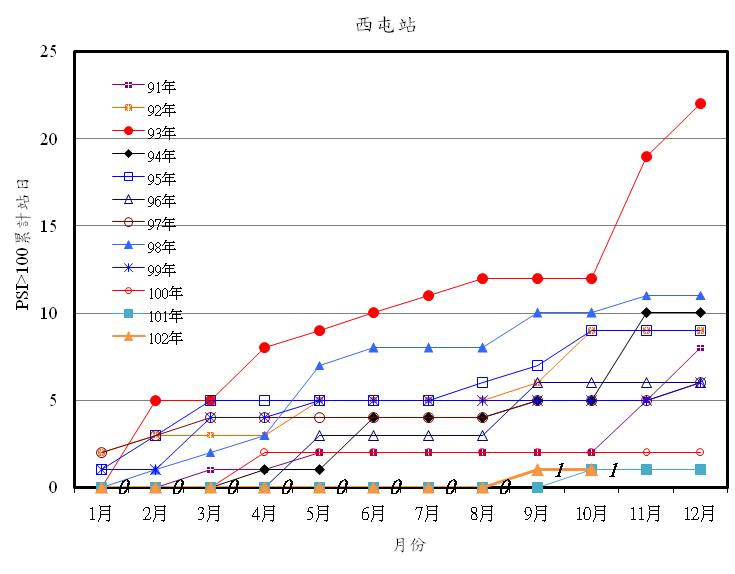 西屯站
25
20
15
10
5
0
PSI>100累計站日
91年
92年
93年
94年
95年
96年
97年
98年
99年
100年
101年
102年
0 0 0 0 0 0 0 0 1 1
1月 2月 3月 4月 5月 6月 7月 8月 9月 10月 11月 12月
月份